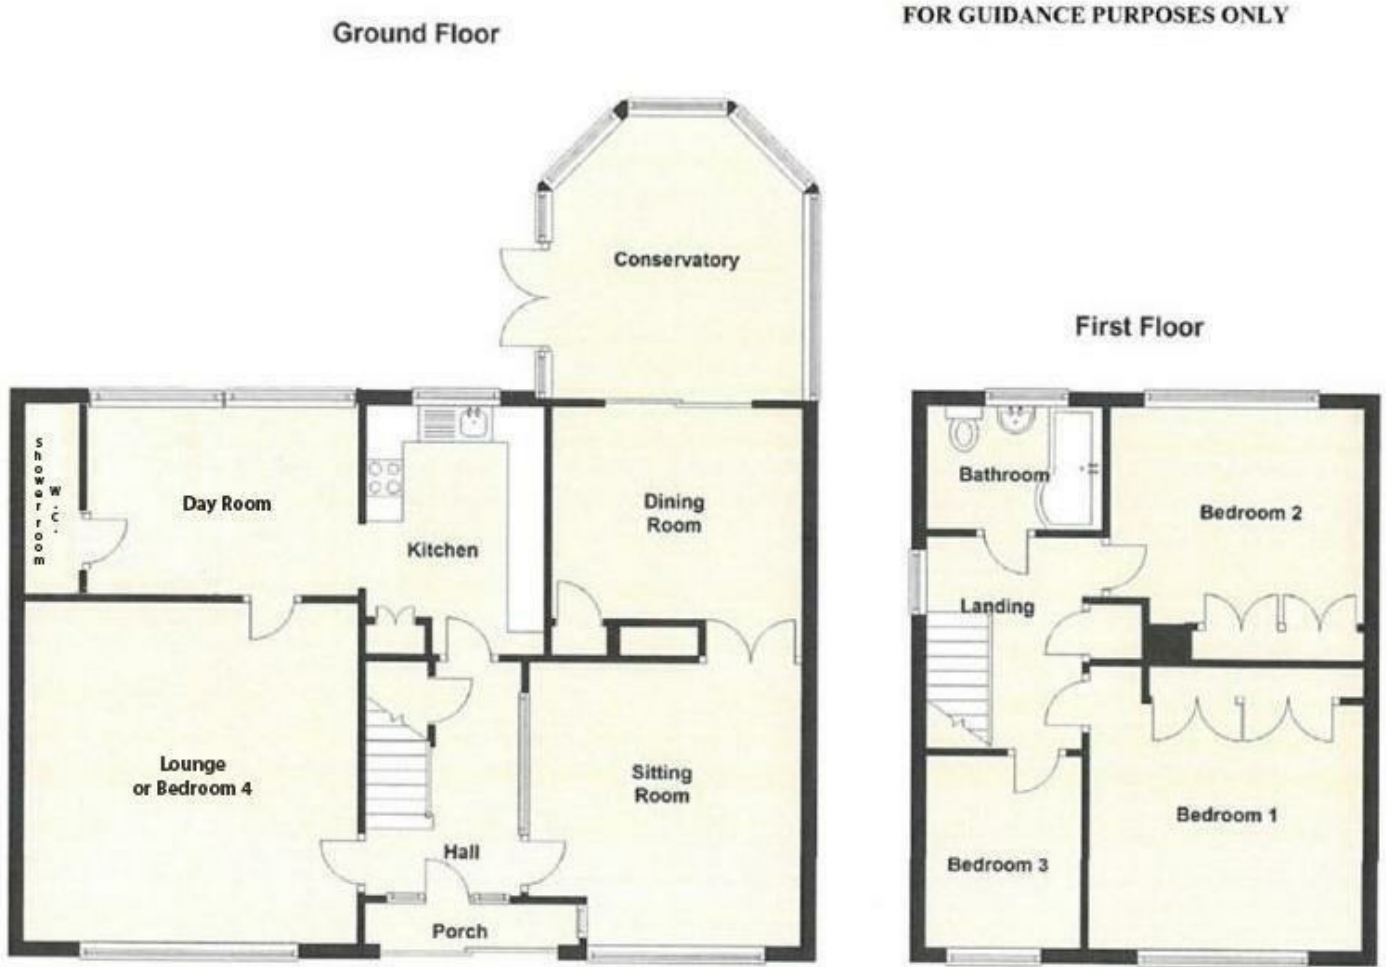 FOR GUIDANCE PURPOSES ONLY
Ground Floor
Conservatory
First Floor
Shower room
W.C.
Day Room
Kitchen
Dining
Room
Lounge
or Bedroom 4
Sitting
Room
Hall
Porch
Bathroom
Bedroom 2
Landing
Bedroom 1
Bedroom 3